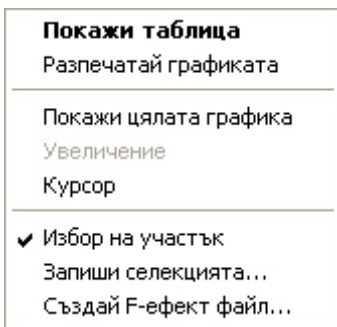 Покажи таблица
Разпечатай графиката
Покажи цялата графика
Увеличение
Курсор
Избор на участък
Запиши селекцията...
Създай F-ефект файл...